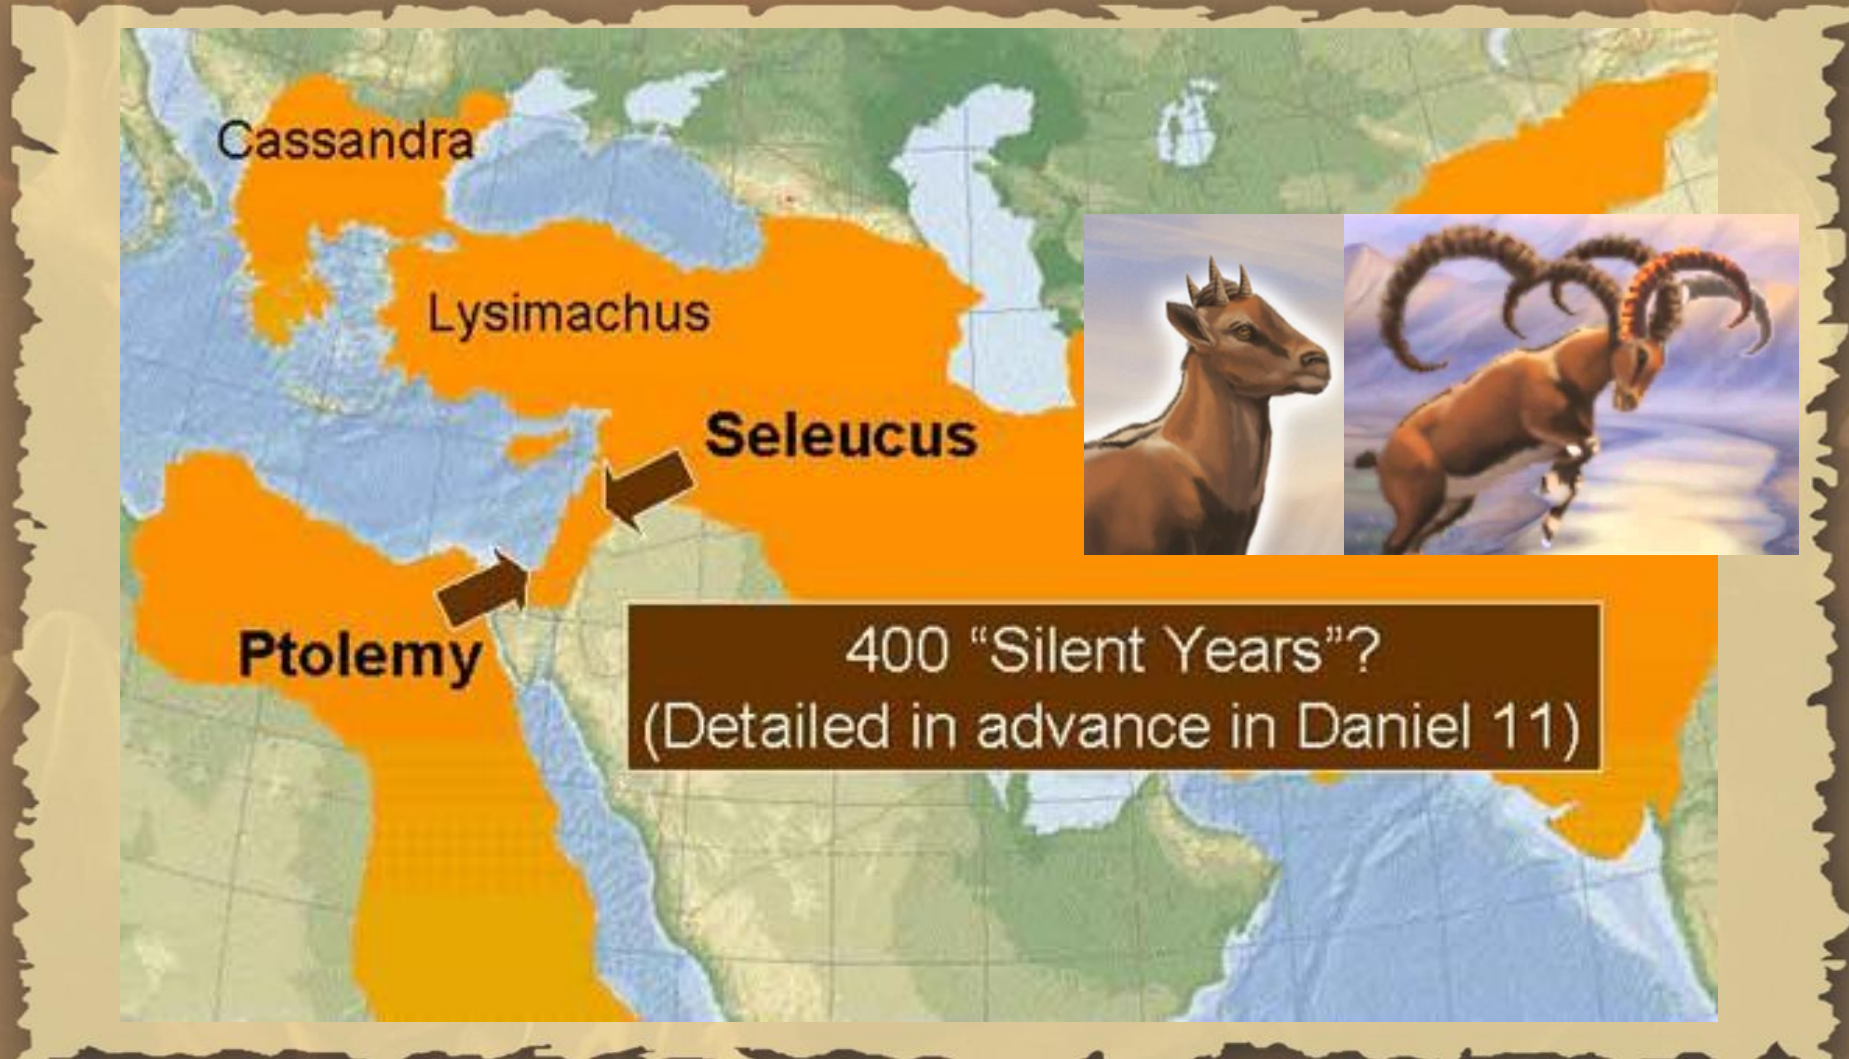 Cassandra
Lysimachus
Seleucus
Ptolemy
400 “Silent Years”?
(Detailed in advance in Daniel 11)